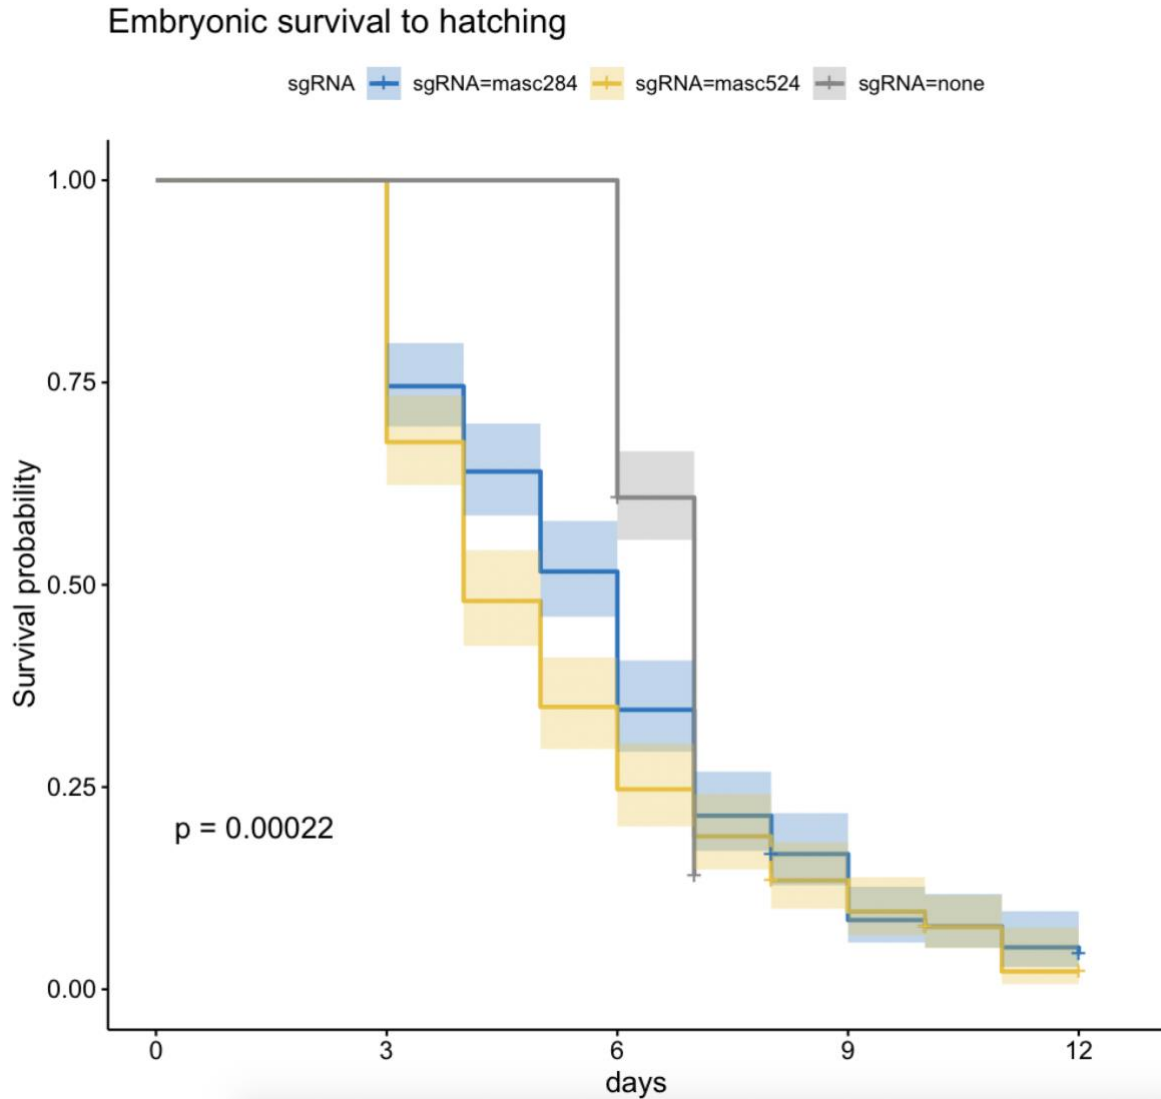 Embryonic survival to hatching
sgRNA sgRNA=masc284 sgRNA=masc524 sgRNA=none
1.00
0.75
0.50
0.25
0.00
Survival probability
p = 0.00022
0 3 6 9 12
days